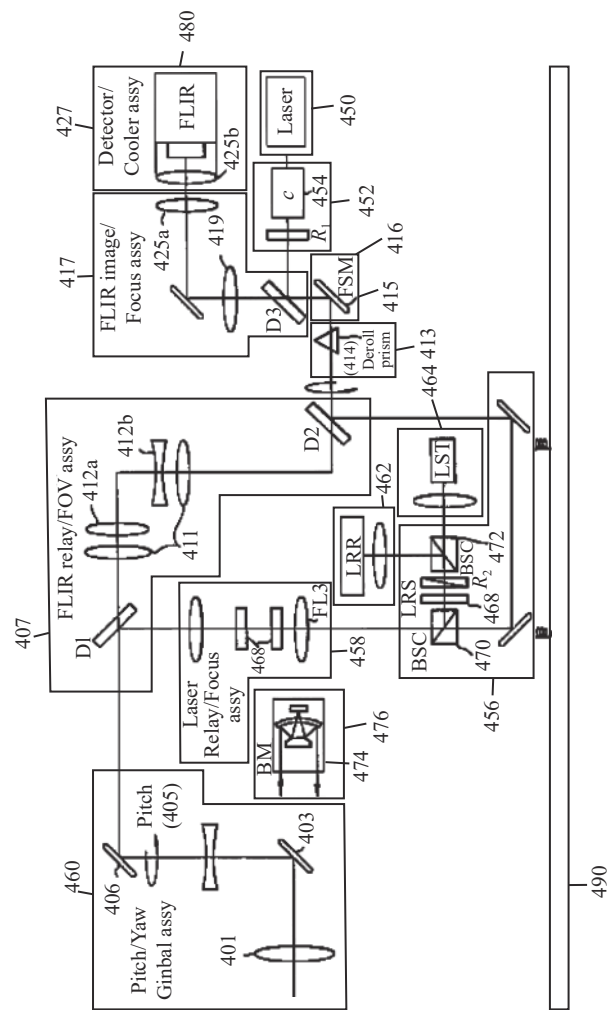 460
Pitch/Yaw
Ginbal assy
401
406
Pitch
(405)
403
407
FLIR relay/FOV assy
D1
412a
412b
411
D2
Laser
Relay/Focus
assy
468
FL3
458
BM
474
476
417
FLIR image/
Focus assy
425a
419
D3
427
Detector/
Cooler assy
FLIR
425b
480
Laser
450
c
454
452
R1
FSM
416
415
(414)
Deroll
prism
413
464
LST
462
LRR
472
BSC
R2
LRS
468
BSC
470
456
490